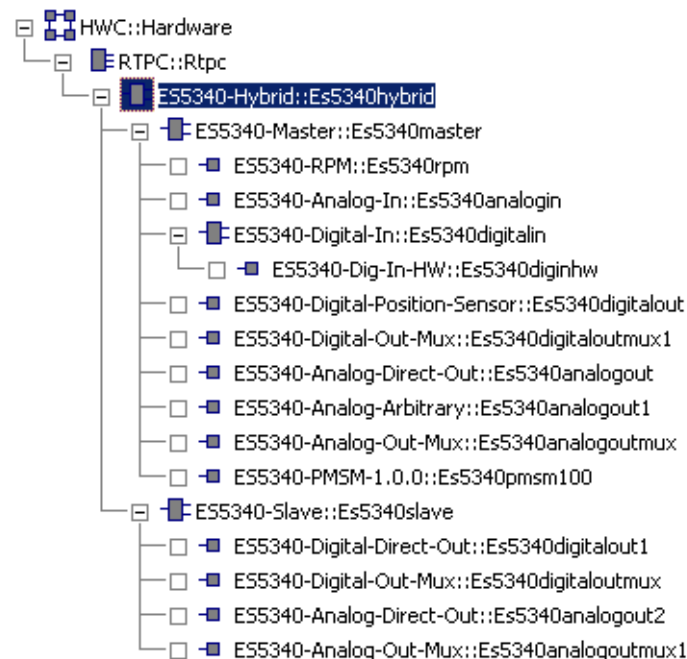 HWC::Hardware
RTPC::Rtpc
ES5340-Hybrid::Es5340hybrid
ES5340-Master::Es5340master
ES5340-RPM::Es5340rpm
ES5340-Analog-In::Es5340analogin
ES5340-Digital-In::Es5340digitalin
ES5340-Dig-In-HW::Es5340diginhw
ES5340-Digital-Position-Sensor::Es5340digitalout
ES5340-Digital-Out-Mux::Es5340digitaloutmux1
ES5340-Analog-Direct-Out::Es5340analogout
ES5340-Analog-Arbitrary::Es5340analogout1
ES5340-Analog-Out-Mux::Es5340analogoutmux
ES5340-PMSM-1.0.0::Es5340pmsm100
ES5340-Slave::Es5340slave
ES5340-Digital-Direct-Out::Es5340digitalout1
ES5340-Digital-Out-Mux::Es5340digitaloutmux
ES5340-Analog-Direct-Out::Es5340analogout2
ES5340-Analog-Out-Mux::Es5340analogoutmux1